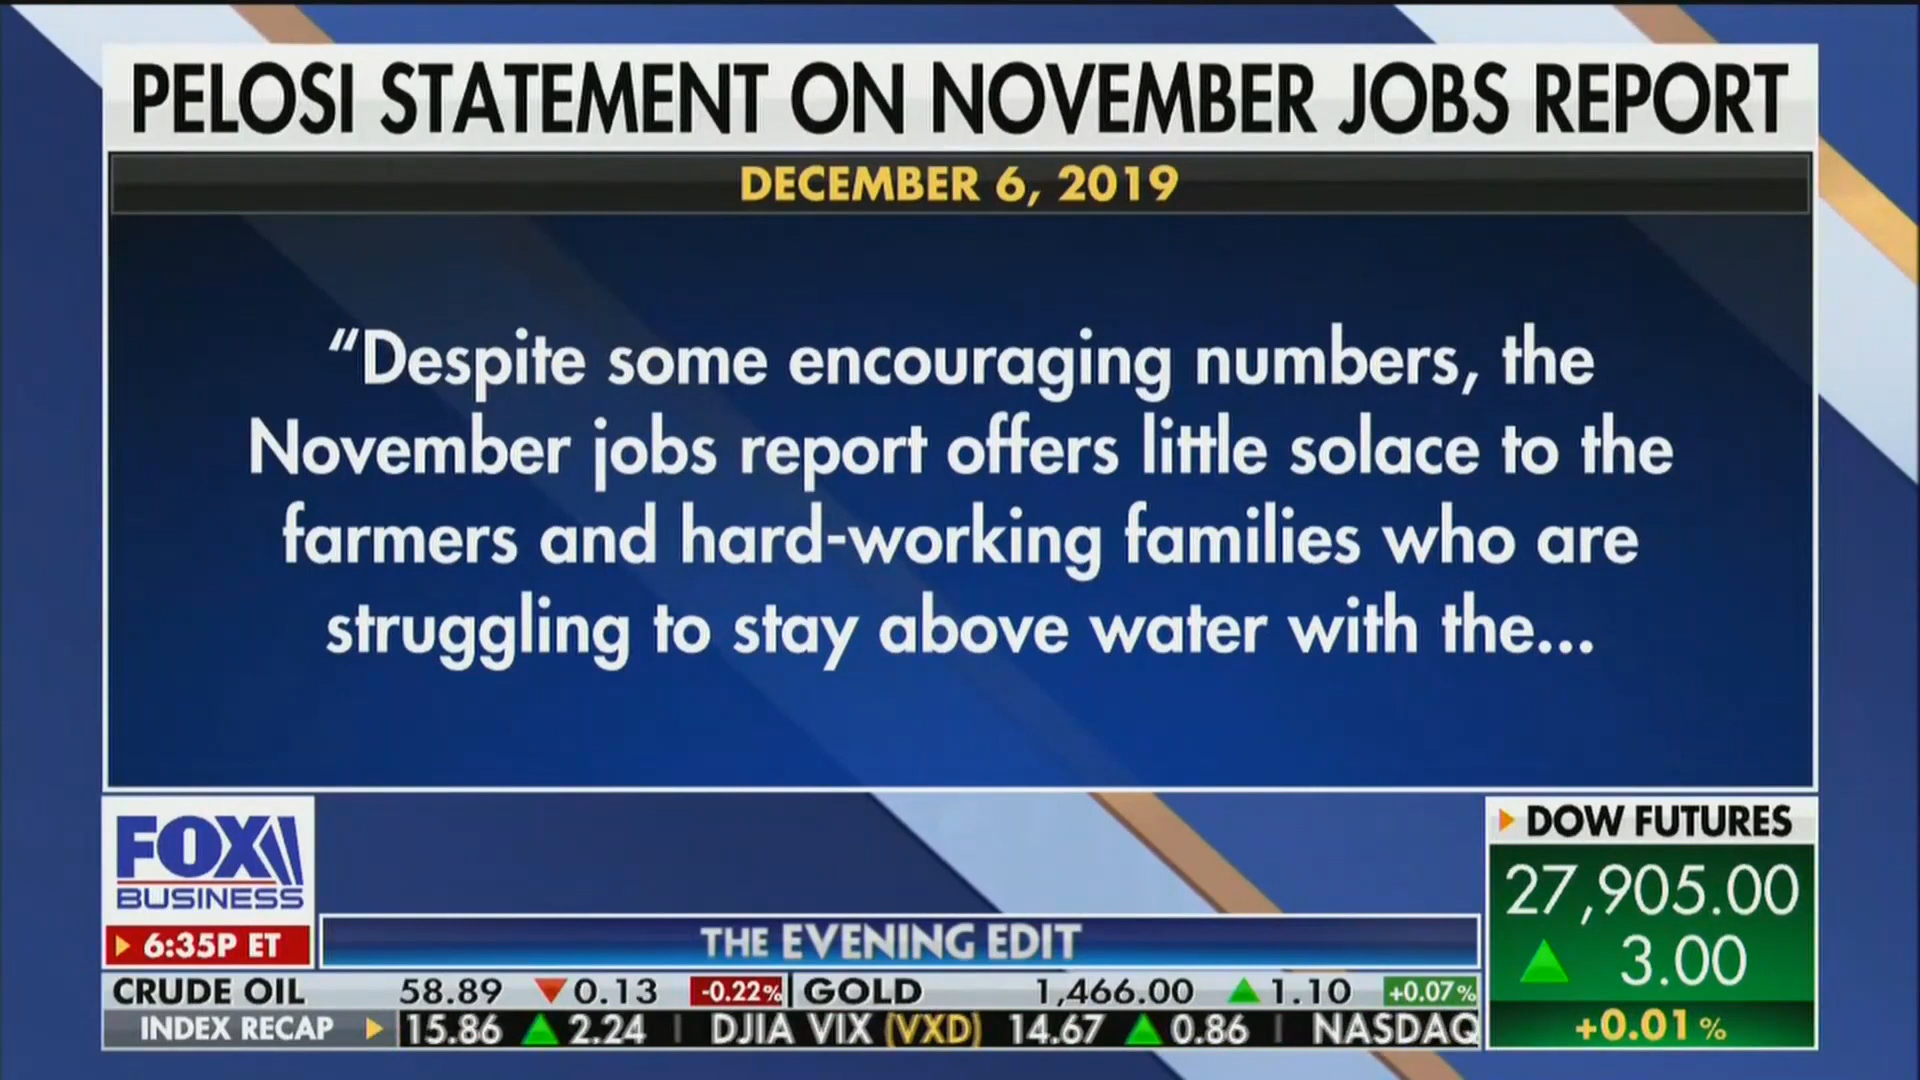 PELOSI STATEMENT ON NOVEMBER JOBS REPORT
DECEMBER 6, 2019
“Despite some encouraging numbers, the
November jobs report offers little solace to the
farmers and hard-working families who are
struggling to stay above water with the...
FOX
BUSINESS
6:35P ET
THE EVENING EDIT
DOW FUTURES
27,905.00
3.00
+0.01%
CRUDE OIL 58.89 0.13 -0.22% GOLD 1,466.00 1.10 +0.07%
INDEX RECAP 15.86 2.24 DJIA VIX (VXD) 14.67 0.86 NASDAQ